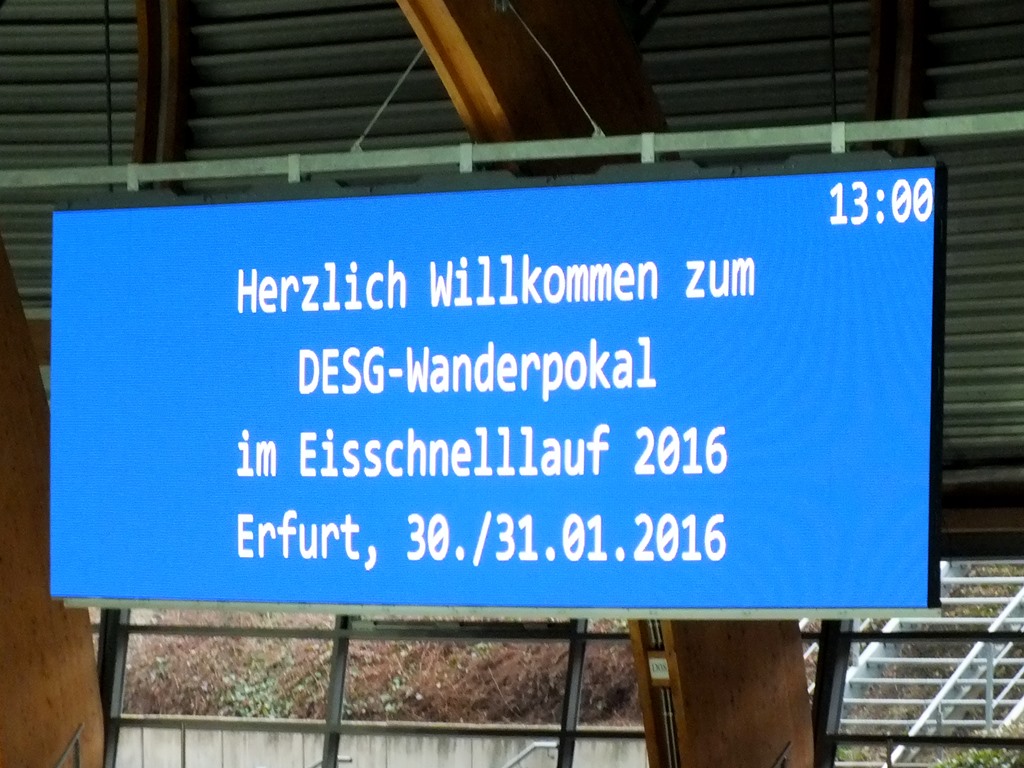 13:00
Herzlich Willkommen zum
DESG-Wanderpokal
im Eisschnelllauf 2016
Erfurt, 30./31.01.2016